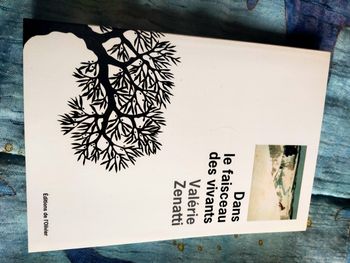 Dans
le faisceau
des vivants
Valérie
Zenatti
Éditions de l'Olivier